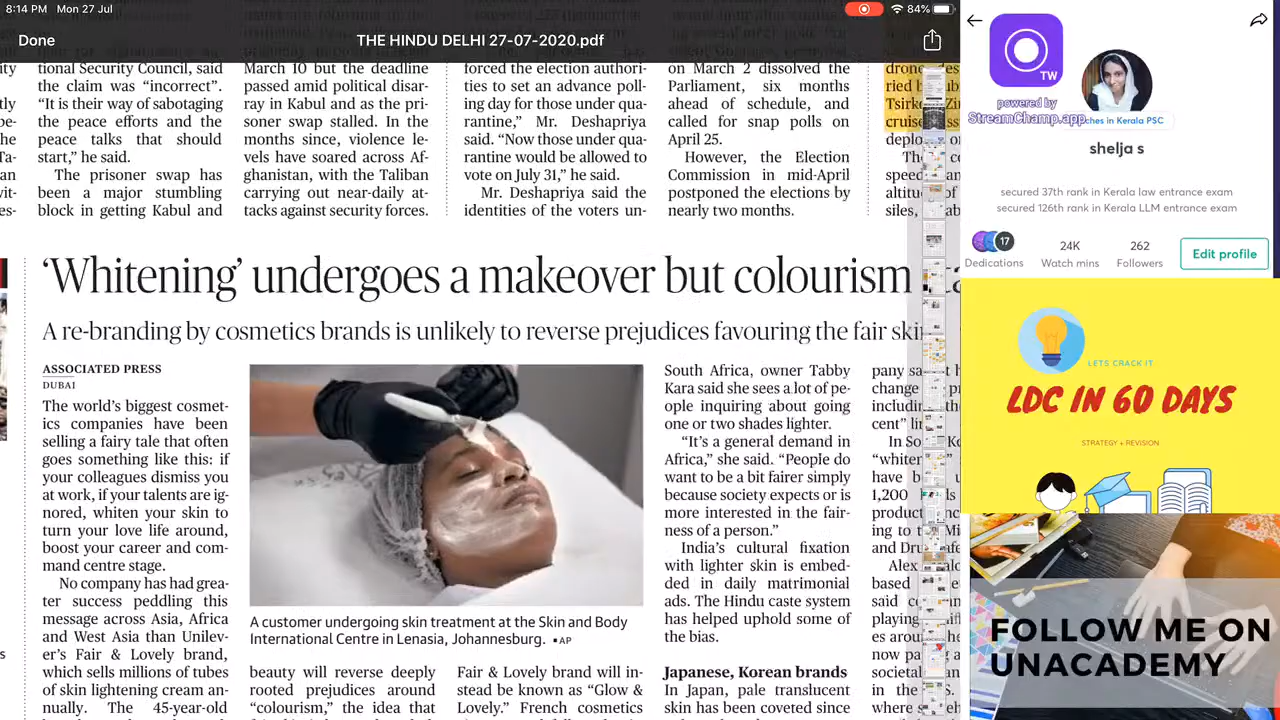 8:14 PM Mon 27 Jul
84%
Done
THE HINDU DELHI 27-07-2020.pdf
tional Security Council, said
the claim was “incorrect”.
“It is their way of sabotaging
the peace efforts and the
peace talks that should
start,” he said.
The prisoner swap has
been a major stumbling
block in getting Kabul and
March 10 but the deadline
passed amid political disar-
ray in Kabul and as the pri-
soner swap stalled. In the
months since, violence le-
vels have soared across Af-
ghanistan, with the Taliban
carrying out near-daily at-
tacks against security forces.
forced the election authori-
ties to set an advance poll-
ing day for those under qua-
rantine,” Mr. Deshapriya
said. “Now those under qua-
rantine would be allowed to
vote on July 31,” he said.
Mr. Deshapriya said the
identities of the voters un-
on March 2 dissolved the
Parliament, six months
ahead of schedule, and
called for snap polls on
April 25.
However, the Election
Commission in mid-April
postponed the elections by
nearly two months.
‘Whitening’ undergoes a makeover but colourism
A re-branding by cosmetics brands is unlikely to reverse prejudices favouring the fair
ASSOCIATED PRESS
DUBAI
The world’s biggest cosmet-
ics companies have been
selling a fairy tale that often
goes something like this: if
your colleagues dismiss you
at work, if your talents are ig-
nored, whiten your skin to
turn your love life around,
boost your career and com-
mand centre stage.
No company has had grea-
ter success peddling this
message across Asia, Africa
and West Asia than Unilev-
er’s Fair & Lovely brand,
which sells millions of tubes
of skin lightening cream an-
nually. The 45-year-old
A customer undergoing skin treatment at the Skin and Body
International Centre in Lenasia, Johannesburg. ▪AP
beauty will reverse deeply
rooted prejudices around
“colourism,” the idea that
Fair & Lovely brand will in-
stead be known as “Glow &
Lovely.” French cosmetics
South Africa, owner Tabby
Kara said she sees a lot of pe-
ople inquiring about going
one or two shades lighter.
“It’s a general demand in
Africa,” she said. “People do
want to be a bit fairer simply
because society expects or is
more interested in the fair-
ness of a person.”
India’s cultural fixation
with lighter skin is embed-
ded in daily matrimonial
ads. The Hindu caste system
has helped uphold some of
the bias.
Japanese, Korean brands
In Japan, pale translucent
skin has been coveted since
TW
powered by
StreamChamp.app
ches in Kerala PSC
shelja s
secured 37th rank in Kerala law entrance exam
secured 126th rank in Kerala LLM entrance exam
17
Dedications
24K
Watch mins
262
Followers
Edit profile
LETS CRACK IT
LDC IN 60 DAYS
STRATEGY + REVISION
FOLLOW ME ON
UNACADEMY